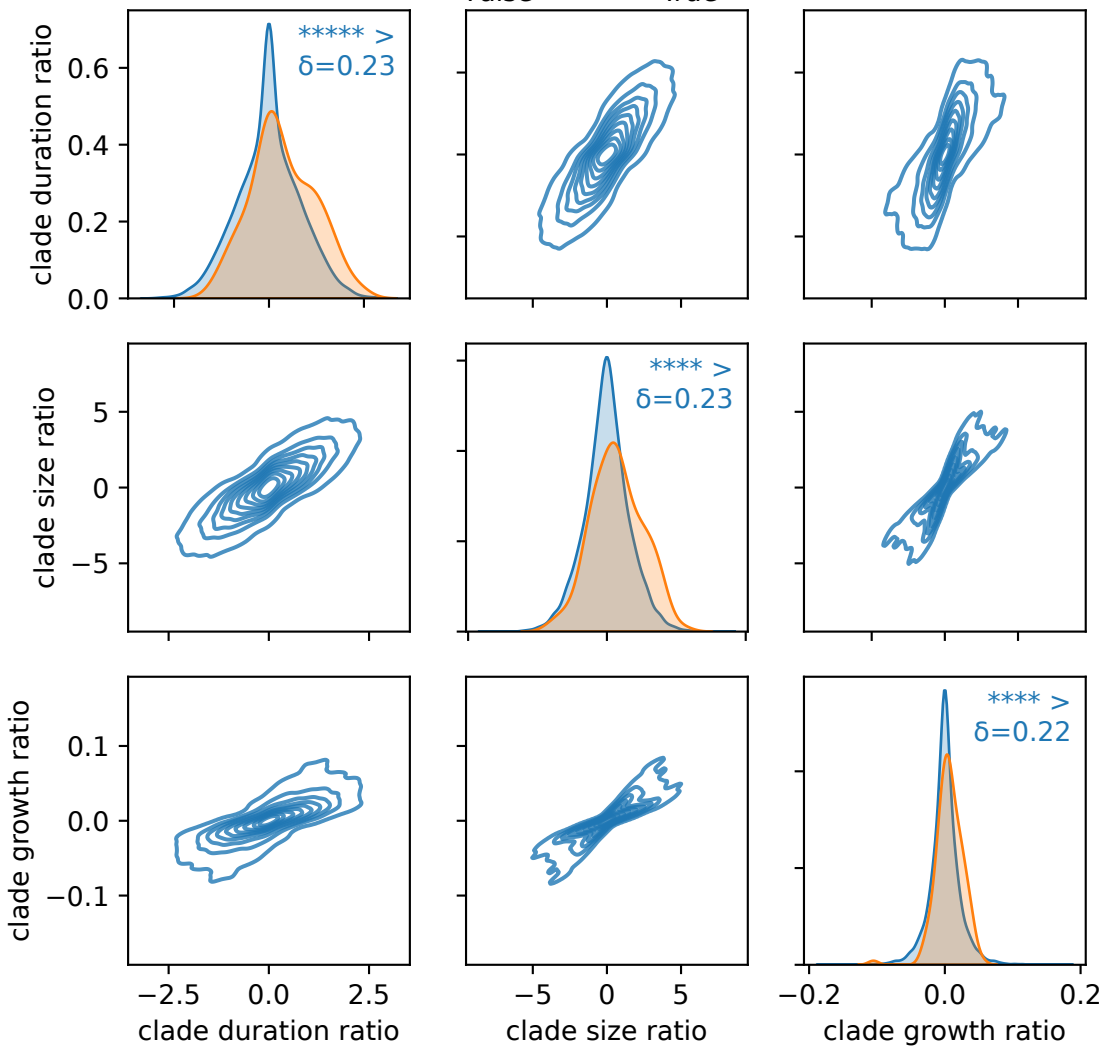 clade duration ratio
0.6
0.4
0.2
0.0
***** >
δ=0.23
clade size ratio
5
0
−5
**** >
δ=0.23
clade growth ratio
0.1
0.0
−0.1
**** >
δ=0.22
−2.5 0.0 2.5
−5 0 5
−0.2 0.0 0.2
clade duration ratio
clade size ratio
clade growth ratio